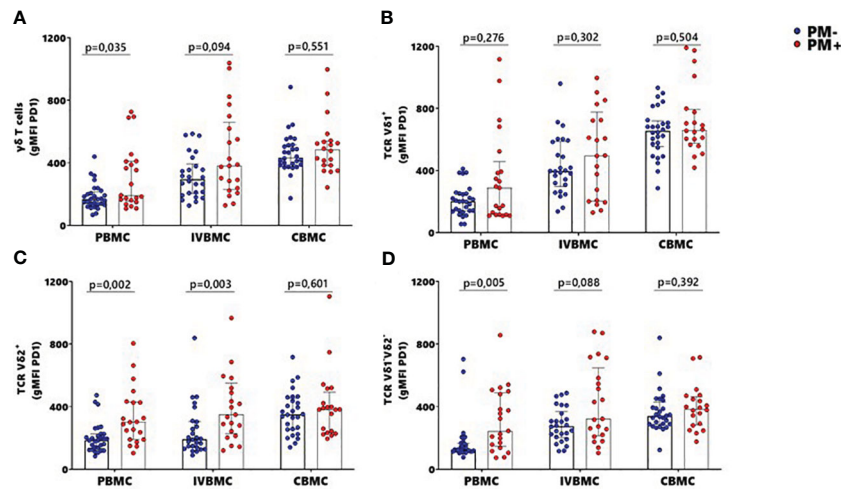 A
B
PM-
PM+
p=0,035
p=0,094
p=0,551
1200
800
400
0
γδ T cells
(gMFI PD1)
PBMC
IVBMC
CBMC
p=0,276
p=0,302
p=0,504
1200
800
400
0
TCR Vδ1⁺
(gMFI PD1)
PBMC
IVBMC
CBMC
C
D
p=0,002
p=0,003
p=0,601
1200
800
400
0
TCR Vδ2⁺
(gMFI PD1)
PBMC
IVBMC
CBMC
p=0,005
p=0,088
p=0,392
1200
800
400
0
TCR Vδ1⁻Vδ2⁻
(gMFI PD1)
PBMC
IVBMC
CBMC